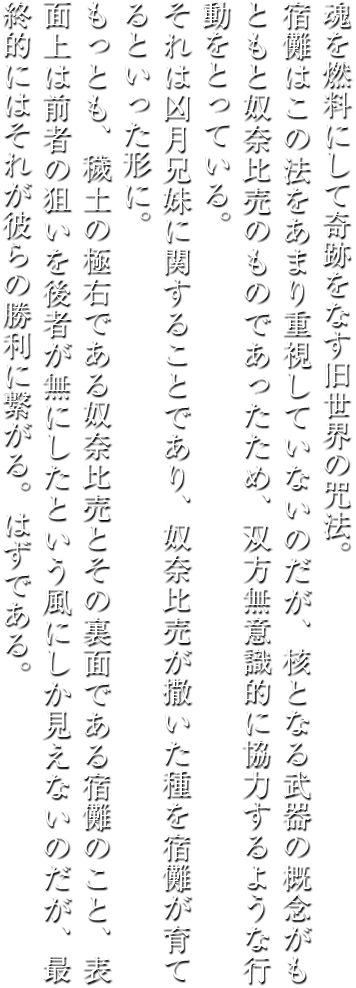 魂を燃料にして奇跡をなす旧世界の咒法。
宿儺はこの法をあまり重視していないのだが、核となる武器の概念がも
ともと奴奈比売のものであったため、双方無意識的に協力するような行
動をとっている。
それは凶月兄妹に関することであり、奴奈比売が撒いた種を宿儺が育て
るといった形に。
もっとも、穢土の極右である奴奈比売とその裏面である宿儺のこと、表
面上は前者の狙いを後者が無にしたという風にしか見えないのだが、最
終的にはそれが彼らの勝利に繋がる。はずである。